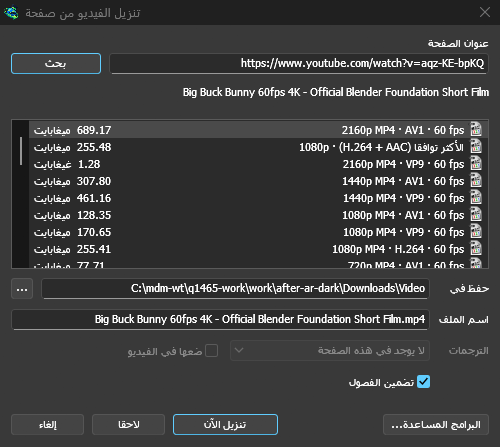 تنزيل الفيديو من صفحة
عنوان الصفحة
https://www.youtube.com/watch?v=aqz-KE-bpKQ
بحث
Big Buck Bunny 60fps 4K - Official Blender Foundation Short Film
2160p MP4 · AV1 · 60 fps 689.17 ميغابايت
الأكثر توافقا (H.264 + AAC) · 1080p 255.48 ميغابايت
2160p MP4 · VP9 · 60 fps 1.28 غيغابايت
1440p MP4 · AV1 · 60 fps 307.80 ميغابايت
1440p MP4 · VP9 · 60 fps 461.16 ميغابايت
1080p MP4 · AV1 · 60 fps 128.35 ميغابايت
1080p MP4 · VP9 · 60 fps 170.65 ميغابايت
1080p MP4 · H.264 · 60 fps 255.41 ميغابايت
720p MP4 · AV1 · 60 fps 77.71 ميغابايت
حفظ في C:\mdm-wt\q1465-work\work\after-ar-dark\Downloads\Video ...
اسم الملف Big Buck Bunny 60fps 4K - Official Blender Foundation Short Film.mp4
الترجمات لا يوجد في هذه الصفحة ضعها في الفيديو
تضمين الفصول
البرامج المساعدة... تنزيل الآن لاحقا إلغاء